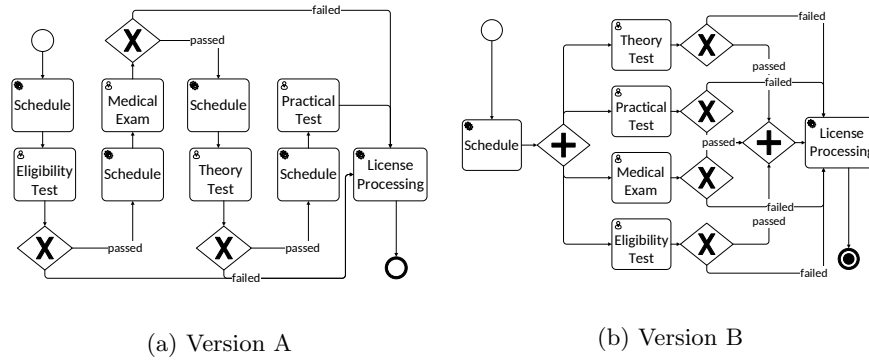 failed
passed
Schedule
Medical
Exam
Schedule
Practical
Test
Eligibility
Test
Schedule
Theory
Test
Schedule
License
Processing
passed
passed
failed
(a) Version A
failed
Theory
Test
passed
failed
Practical
Test
Schedule
passed
License
Processing
Medical
Exam
failed
passed
Eligibility
Test
failed
(b) Version B